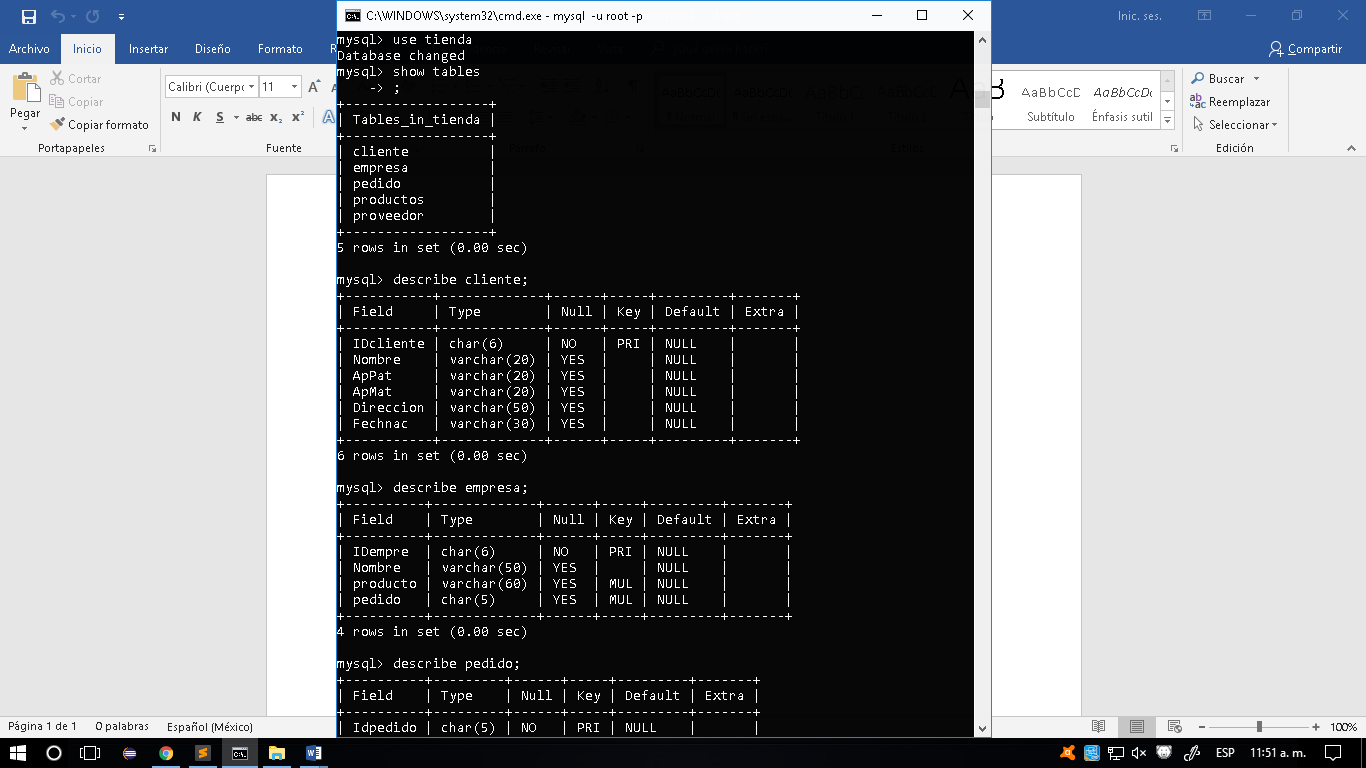 C:\WINDOWS\system32\cmd.exe - mysql -u root -p
Inic. ses.
Archivo Inicio Insertar Diseño Formato
Compartir
Pegar
Cortar
Copiar
Copiar formato
Portapapeles
Calibri (Cuerpo 11 A
N K S abc x₂ x² A
Fuente
AaBbCcD AaBbCcDc
Subtítulo Énfasis sutil
Buscar
Reemplazar
Seleccionar
Edición
mysql> use tienda
Database changed
mysql> show tables
    -> ;
+------------------+
| Tables_in_tienda |
+------------------+
| cliente          |
| empresa          |
| pedido           |
| productos        |
| proveedor        |
+------------------+
5 rows in set (0.00 sec)
mysql> describe cliente;
+-----------+-------------+------+-----+---------+-------+
| Field     | Type        | Null | Key | Default | Extra |
+-----------+-------------+------+-----+---------+-------+
| IDcliente | char(6)     | NO   | PRI | NULL    |       |
| Nombre    | varchar(20) | YES  |     | NULL    |       |
| ApPat     | varchar(20) | YES  |     | NULL    |       |
| ApMat     | varchar(20) | YES  |     | NULL    |       |
| Direccion | varchar(50) | YES  |     | NULL    |       |
| Fechnac   | varchar(30) | YES  |     | NULL    |       |
+-----------+-------------+------+-----+---------+-------+
6 rows in set (0.00 sec)
mysql> describe empresa;
+----------+-------------+------+-----+---------+-------+
| Field    | Type        | Null | Key | Default | Extra |
+----------+-------------+------+-----+---------+-------+
| IDempre  | char(6)     | NO   | PRI | NULL    |       |
| Nombre   | varchar(50) | YES  |     | NULL    |       |
| producto | varchar(60) | YES  | MUL | NULL    |       |
| pedido   | char(5)     | YES  | MUL | NULL    |       |
+----------+-------------+------+-----+---------+-------+
4 rows in set (0.00 sec)
mysql> describe pedido;
+----------+---------+------+-----+---------+-------+
| Field    | Type    | Null | Key | Default | Extra |
+----------+---------+------+-----+---------+-------+
| Idpedido | char(5) | NO   | PRI | NULL    |       |
Página 1 de 1 0 palabras Español (México)
100%
ESP 11:51 a. m.